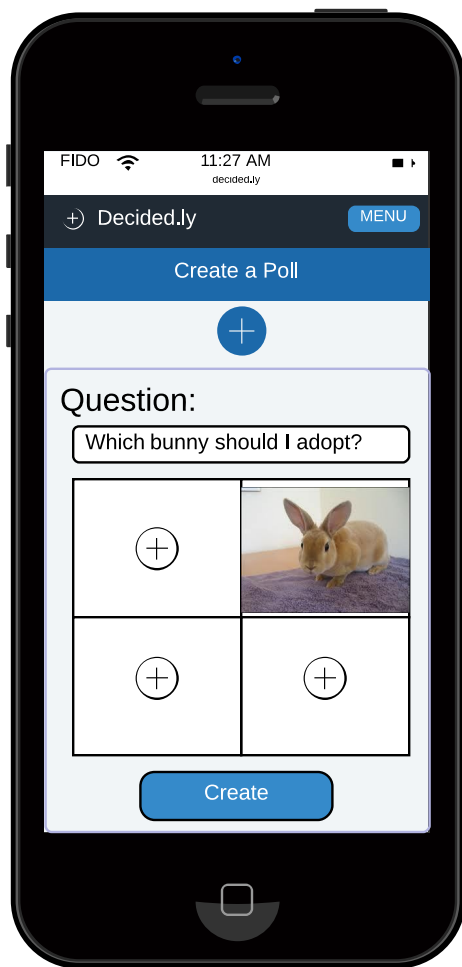 FIDO 11:27 AM
decided.ly
Decided.ly MENU
Create a Poll
Question:
Which bunny should I adopt?
Create